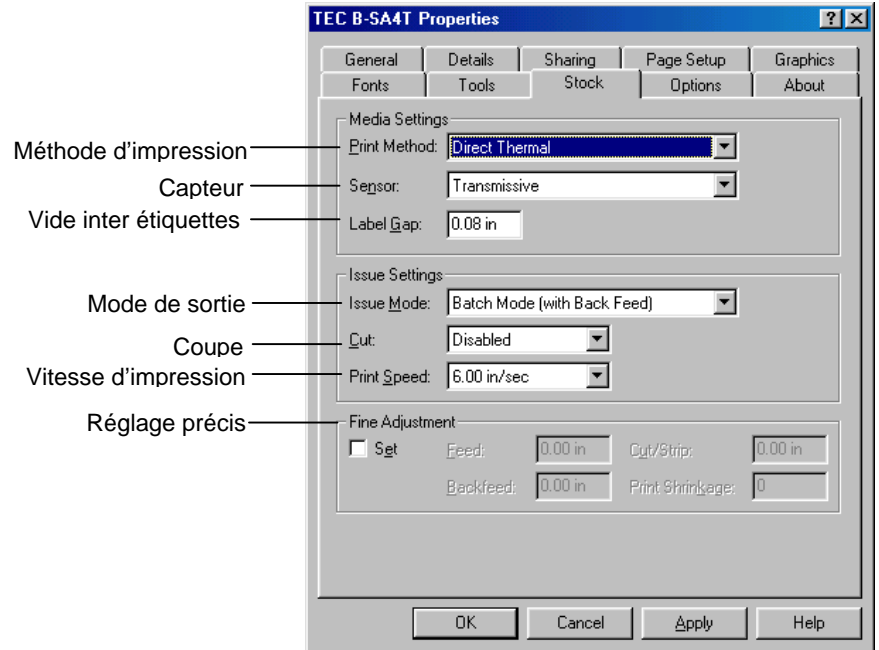 TEC B-SA4T Properties
General Details Sharing Page Setup Graphics
Fonts Tools Stock Options About
Media Settings
Méthode d'impression Print Method: Direct Thermal
Capteur Sensor: Transmissive
Vide inter étiquettes Label Gap: 0.08 in
Issue Settings
Mode de sortie Issue Mode: Batch Mode (with Back Feed)
Coupe Cut: Disabled
Vitesse d'impression Print Speed: 6.00 in/sec
Réglage précis Fine Adjustment
Set Feed: 0.00 in Cut/Strip: 0.00 in
Backfeed: 0.00 in Print Shrinkage: 0
OK Cancel Apply Help